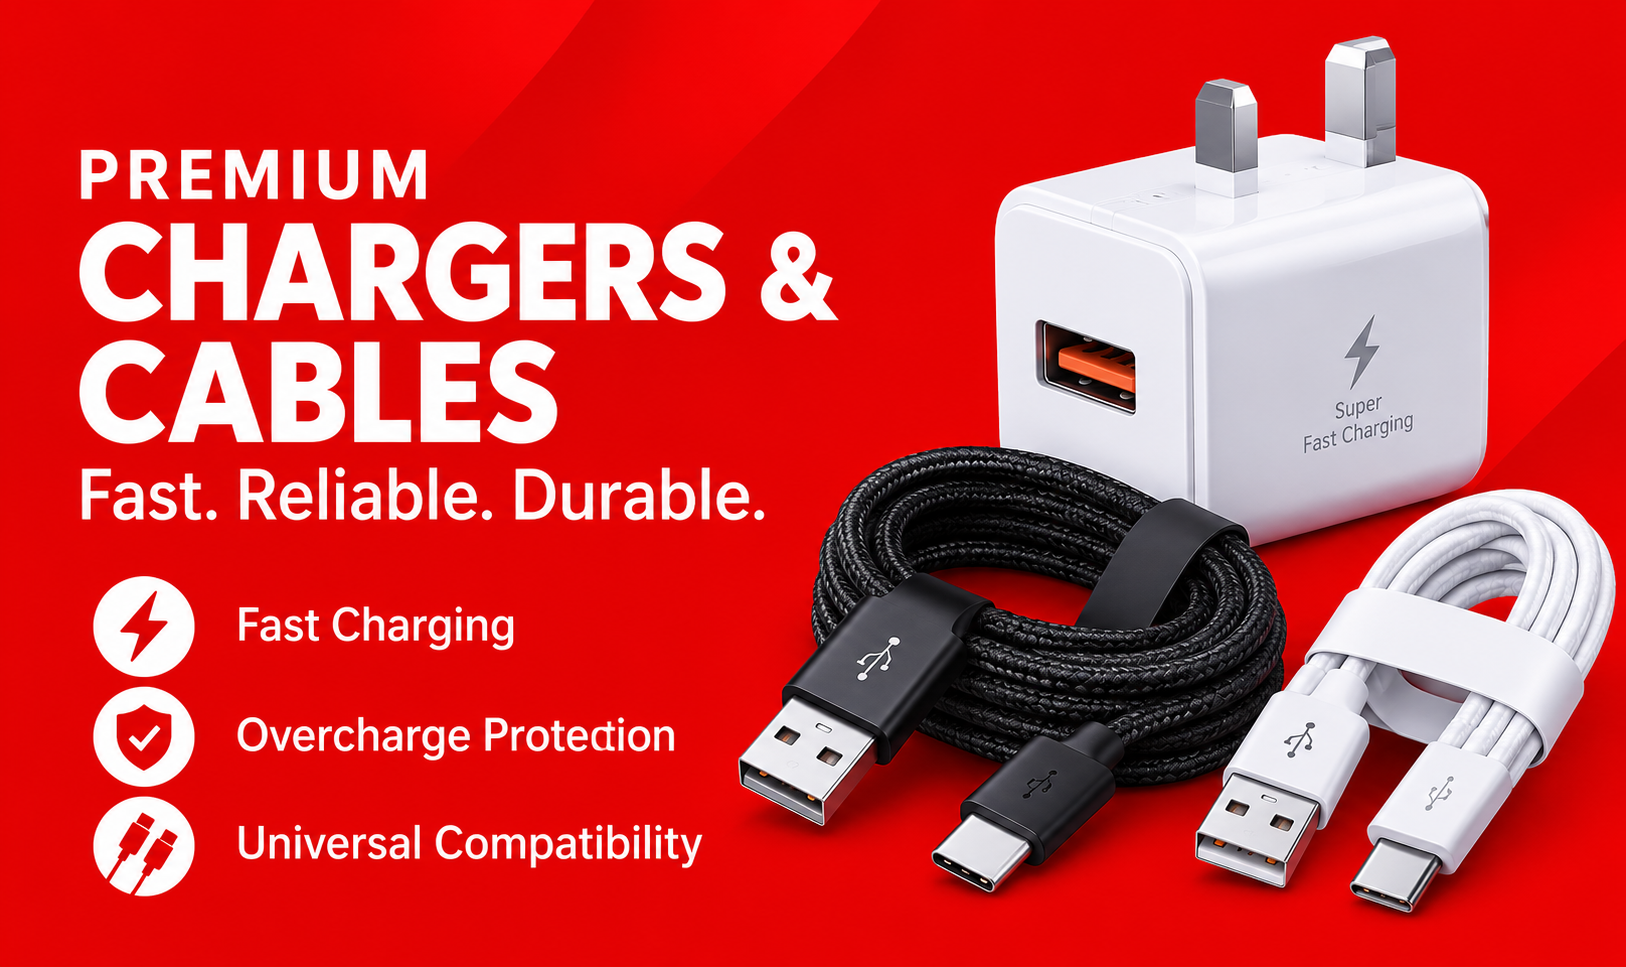 PREMIUM
CHARGERS &
CABLES
Fast. Reliable. Durable.
Fast Charging
Overcharge Protection
Universal Compatibility
Super
Fast Charging